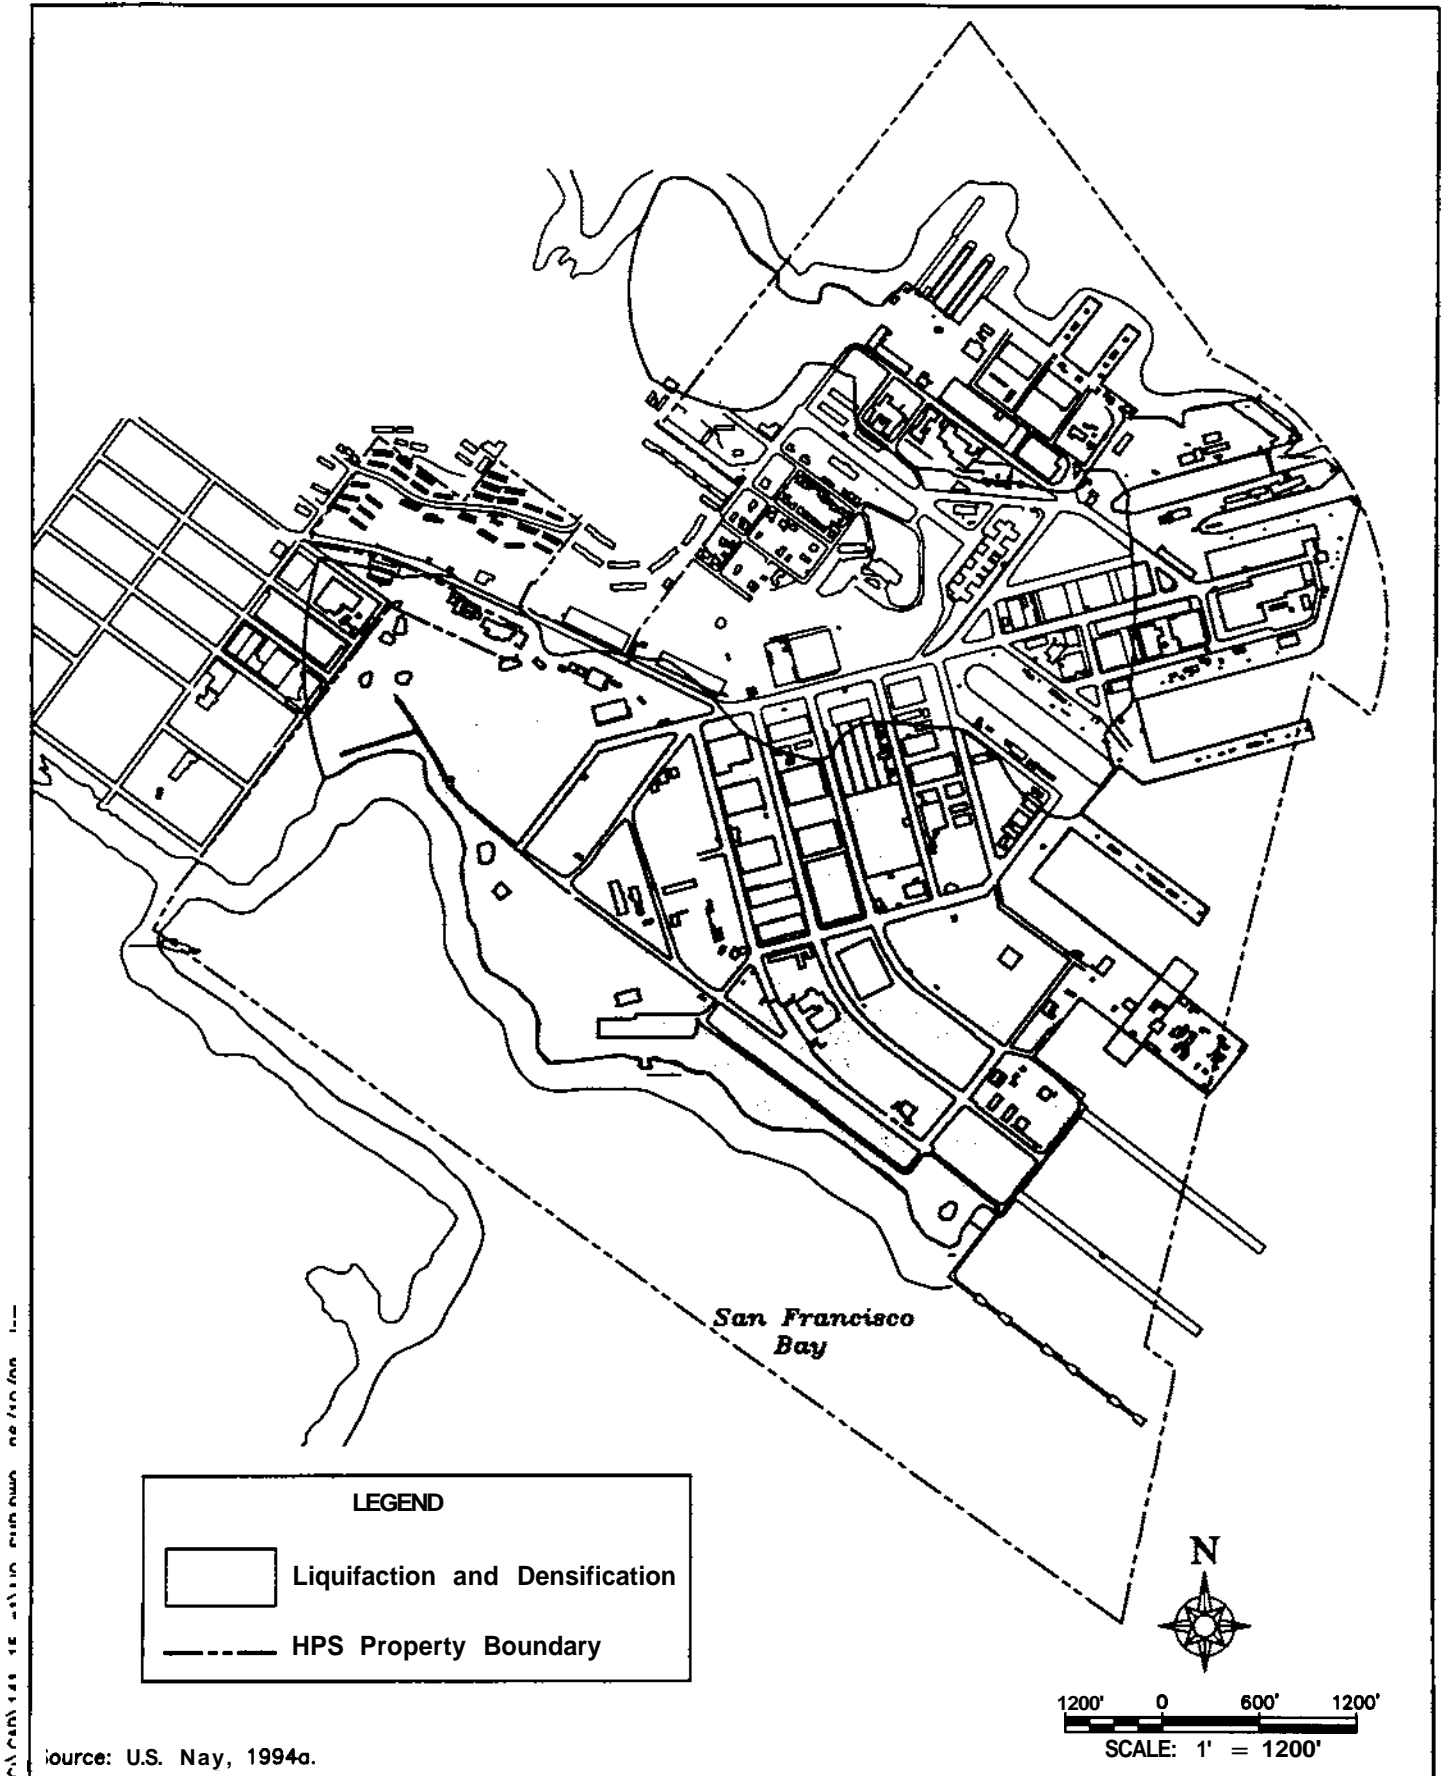 San Francisco
Bay
LEGEND
Liquifaction and Densification
HPS Property Boundary
N
1200' 0 600' 1200'
SCALE: 1' = 1200'
ource: U.S. Nay, 1994a.